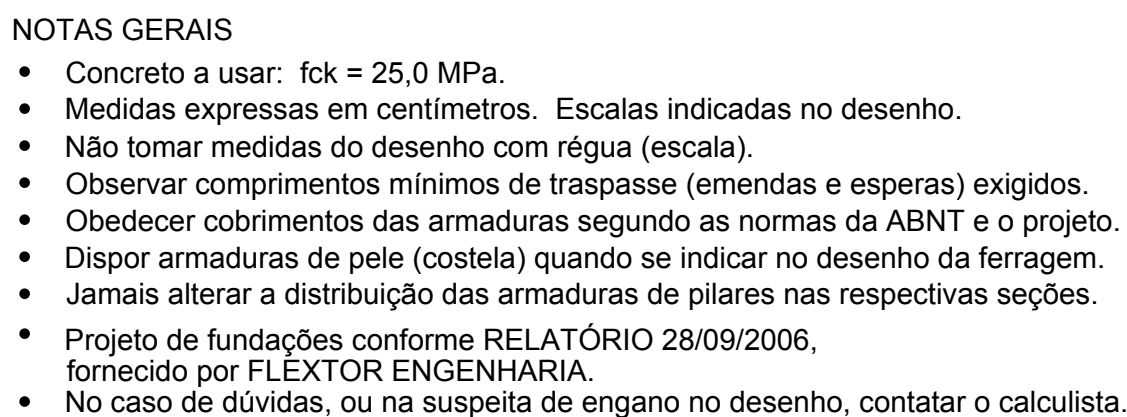 NOTAS GERAIS
• Concreto a usar:  fck = 25,0 MPa.
• Medidas expressas em centímetros.  Escalas indicadas no desenho.
• Não tomar medidas do desenho com régua (escala).
• Observar comprimentos mínimos de traspasse (emendas e esperas) exigidos.
• Obedecer cobrimentos das armaduras segundo as normas da ABNT e o projeto.
• Dispor armaduras de pele (costela) quando se indicar no desenho da ferragem.
• Jamais alterar a distribuição das armaduras de pilares nas respectivas seções.
• Projeto de fundações conforme RELATÓRIO 28/09/2006,
fornecido por FLEXTOR ENGENHARIA.
• No caso de dúvidas, ou na suspeita de engano no desenho, contatar o calculista.